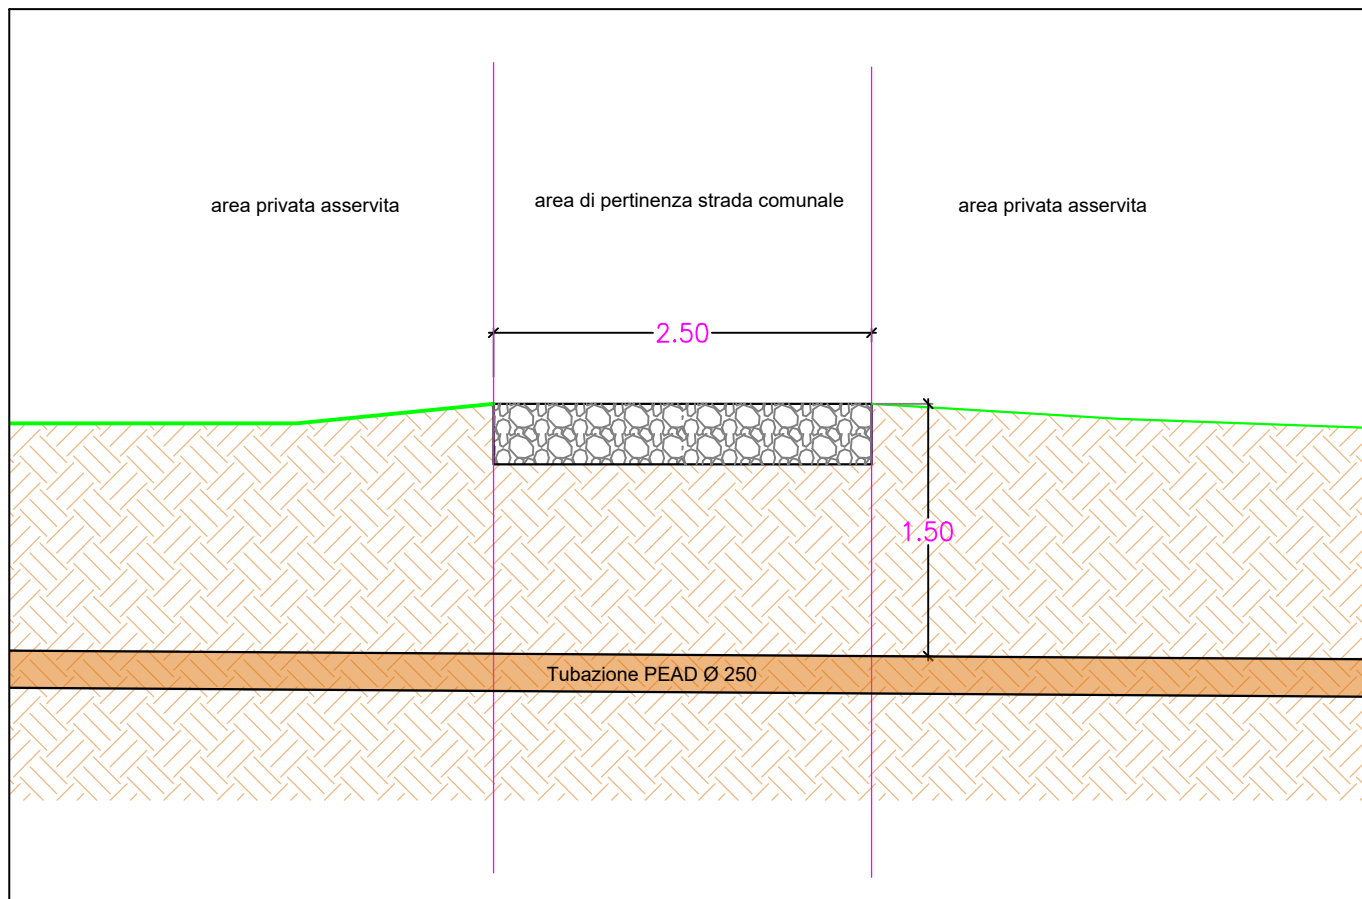 area privata asservita
area di pertinenza strada comunale
area privata asservita
2.50
1.50
Tubazione PEAD Ø 250